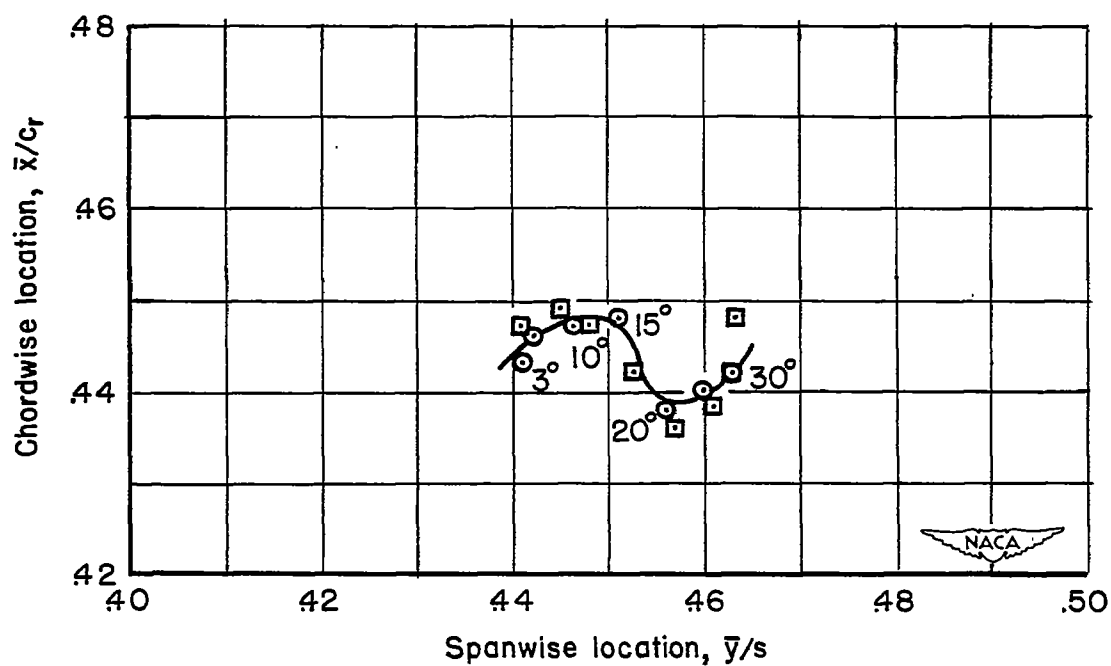 .48
.46
.44
.42
Chordwise location, x̄/cr
15°
10°
3°
20°
30°
NACA
.40 .42 .44 .46 .48 .50
Spanwise location, ȳ/s